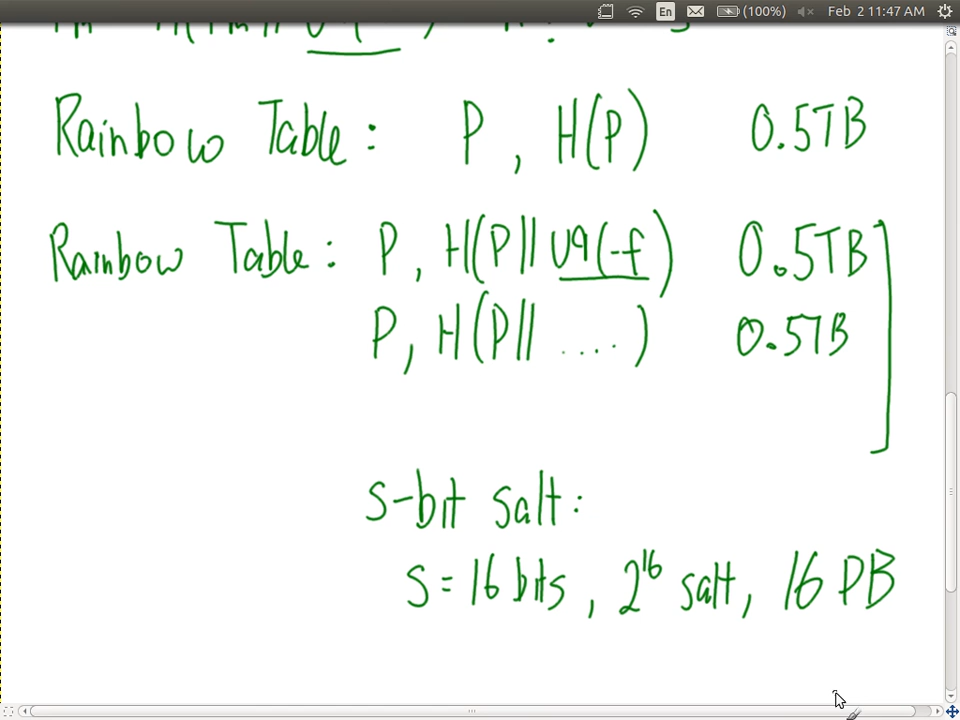 En (100%) Feb 2 11:47 AM
Rainbow Table : P , H(P) 0.5TB
Rainbow Table : P, H(P|| U9(-f) 0.5TB
P, H(P|| ....) 0.5TB
s-bit salt :
s = 16 bits , 2^16 salt, 16 PB